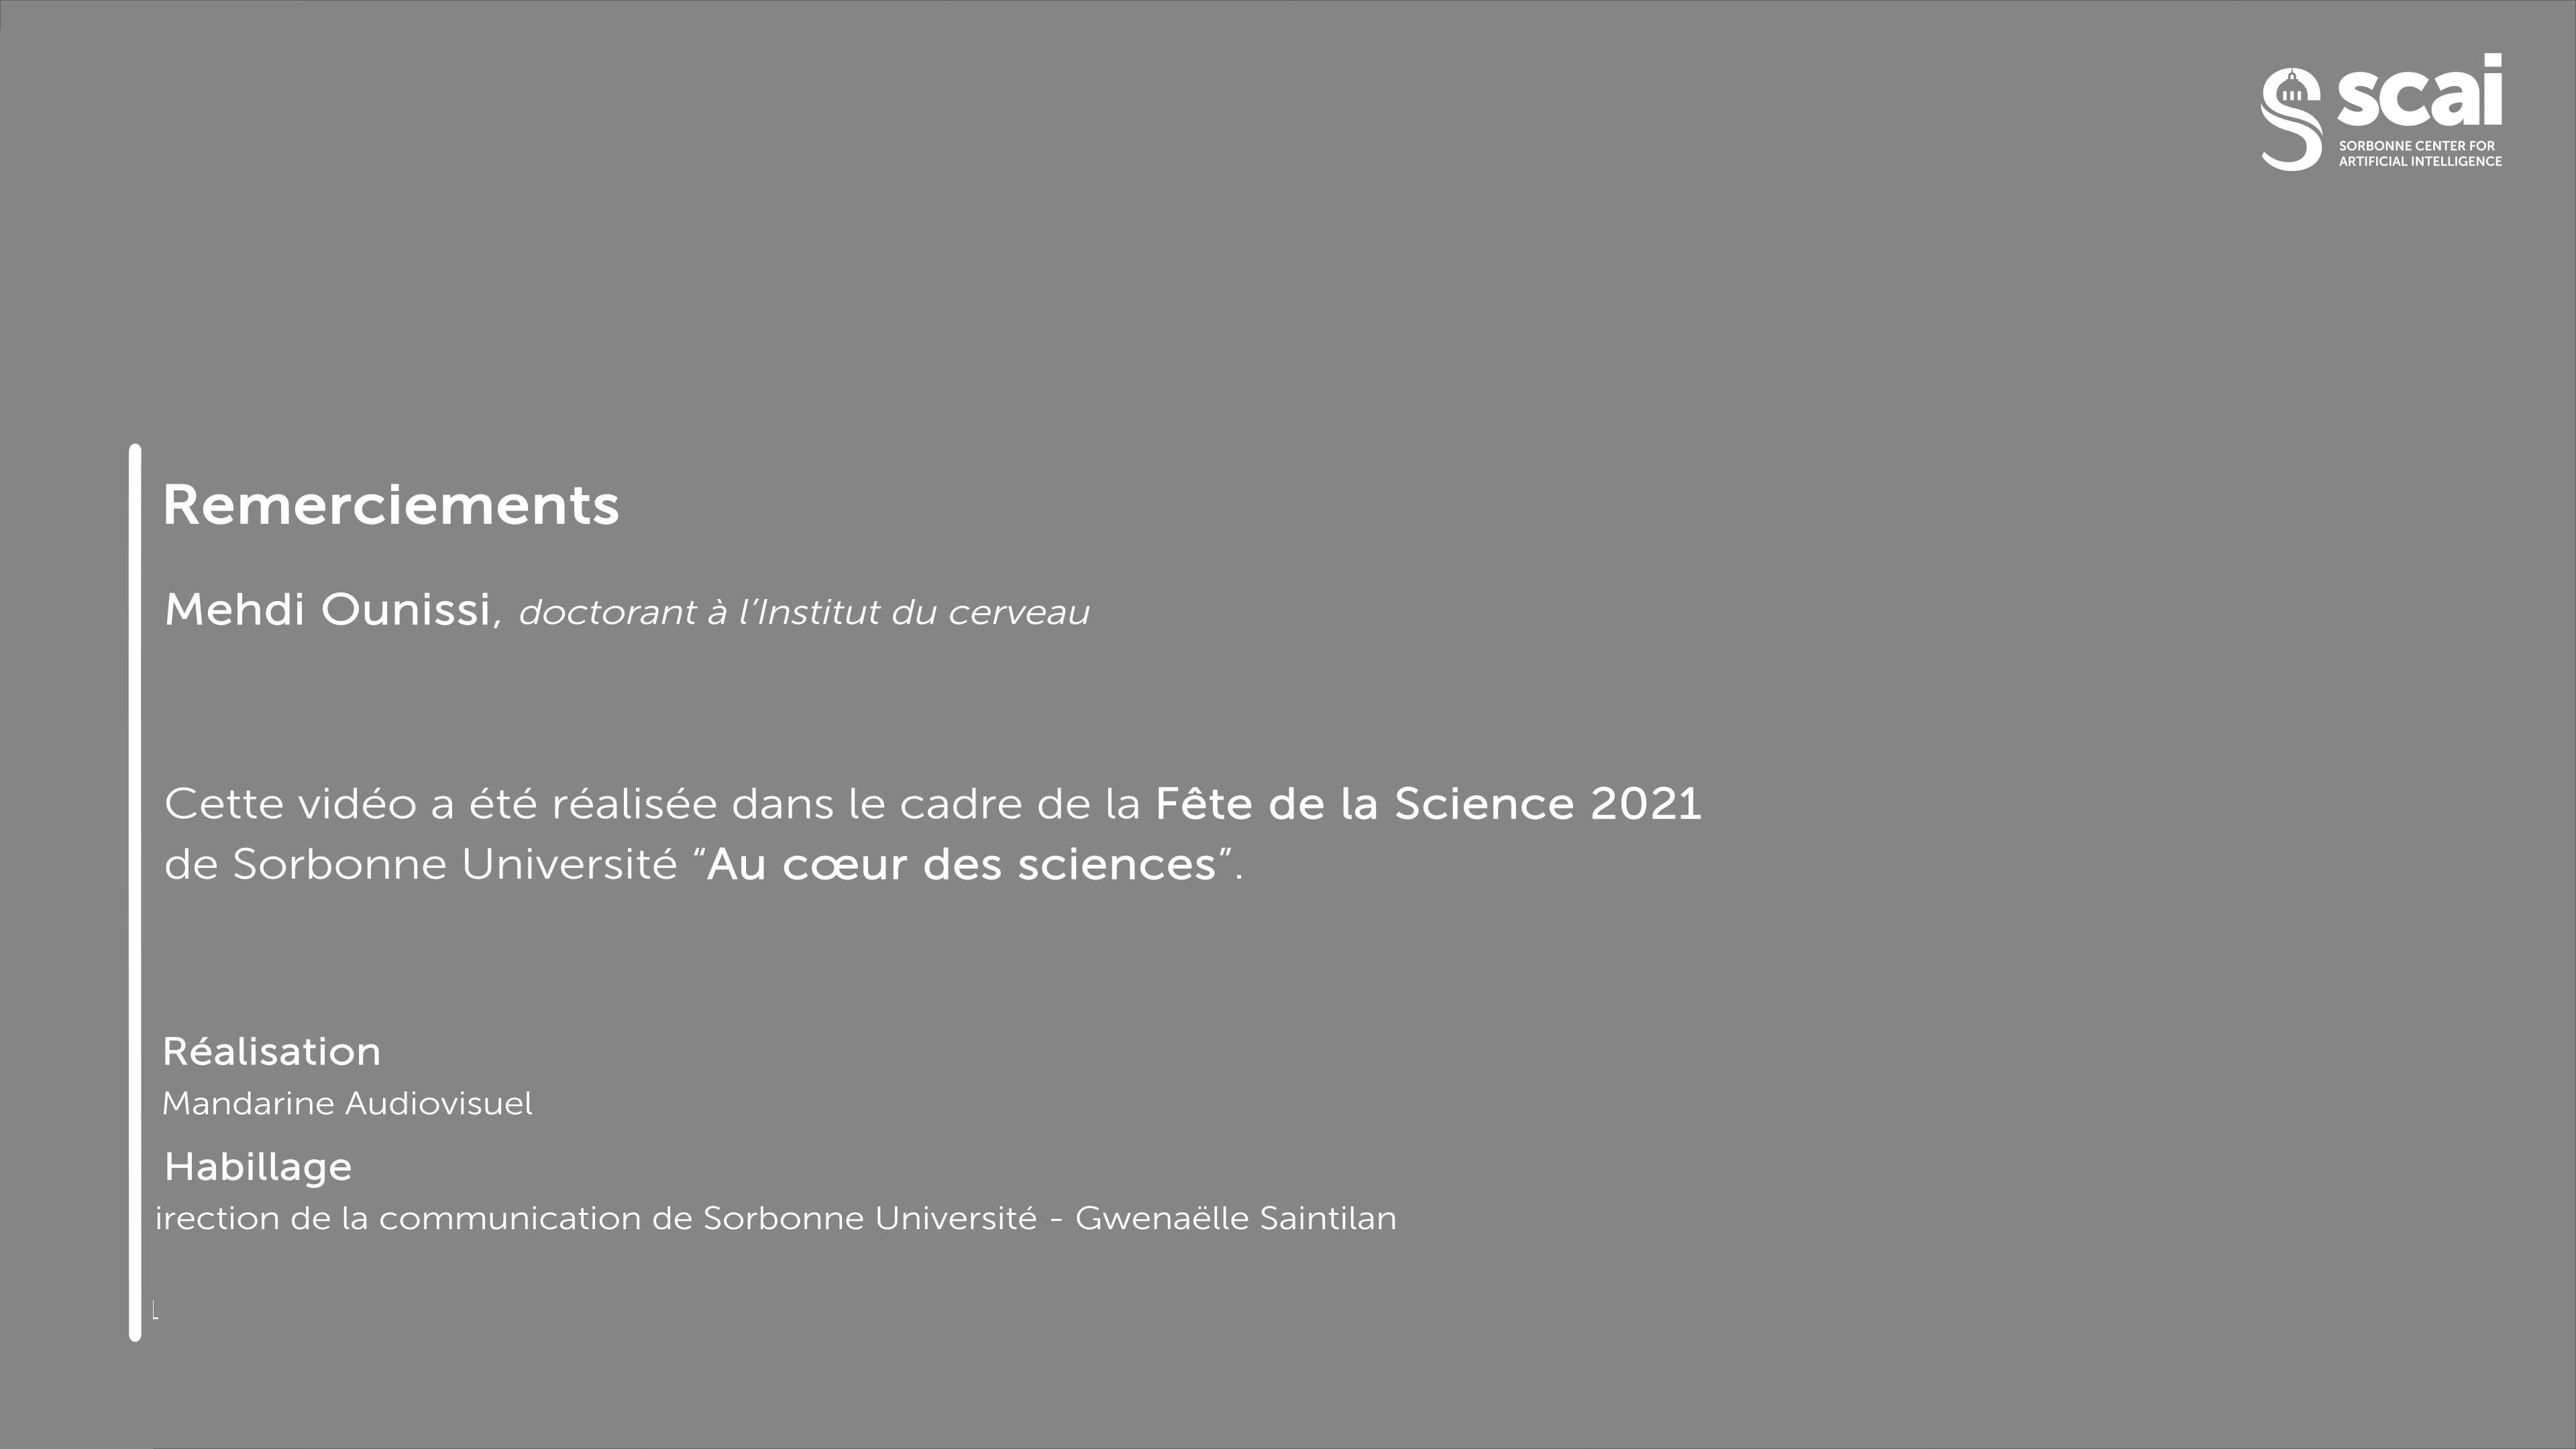 scai
SORBONNE CENTER FOR
ARTIFICIAL INTELLIGENCE
Remerciements
Mehdi Ounissi, doctorant à l’Institut du cerveau
Cette vidéo a été réalisée dans le cadre de la Fête de la Science 2021
de Sorbonne Université “Au cœur des sciences”.
Réalisation
Mandarine Audiovisuel
Habillage
irection de la communication de Sorbonne Université - Gwenaëlle Saintilan